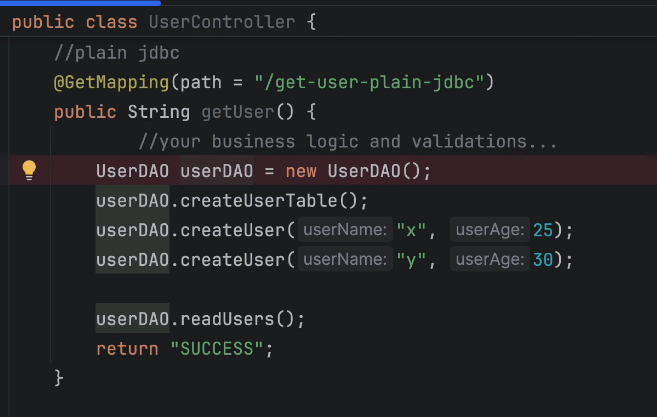 public class UserController {
//plain jdbc
@GetMapping(path = "/get-user-plain-jdbc")
public String getUser() {
//your business logic and validations...
UserDAO userDAO = new UserDAO();
userDAO.createUserTable();
userDAO.createUser( userName: "x", userAge: 25);
userDAO.createUser( userName: "y", userAge: 30);
userDAO.readUsers();
return "SUCCESS";
}